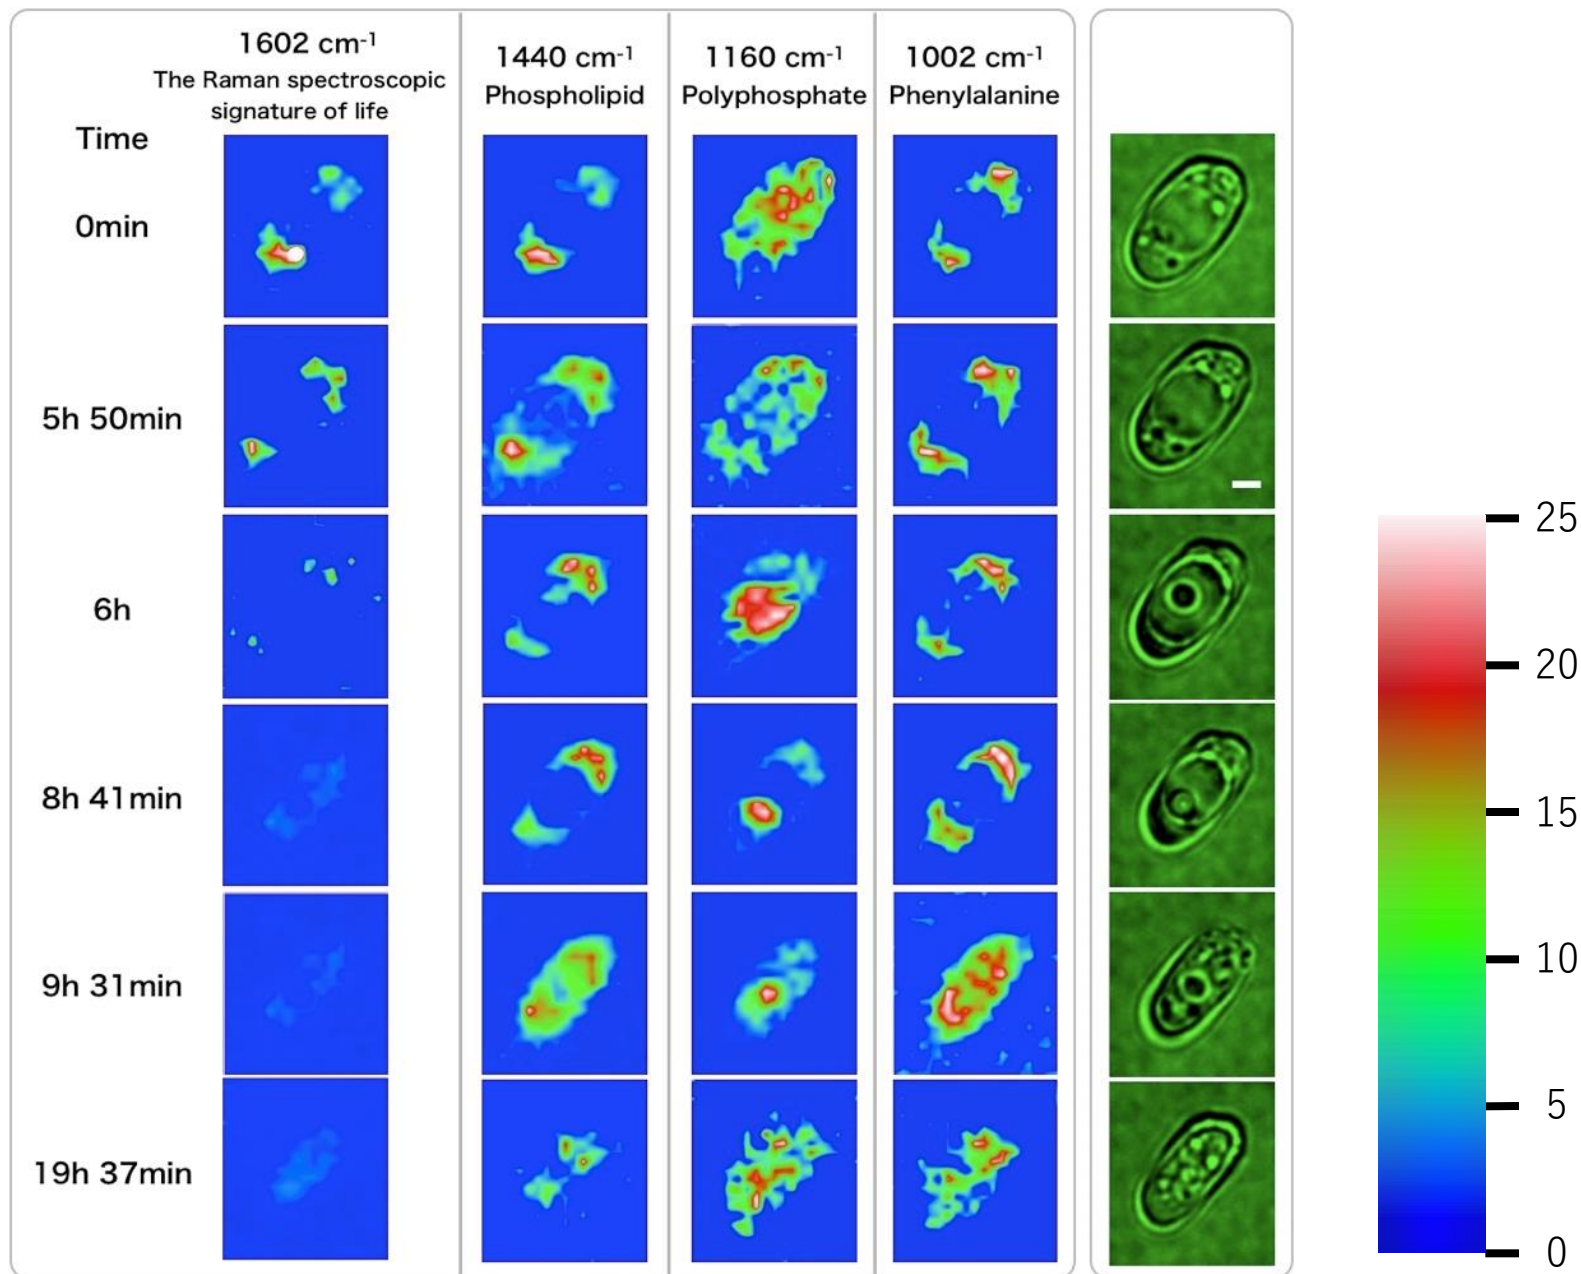 1602 cm-1
The Raman spectroscopic
signature of life
1440 cm-1
Phospholipid
1160 cm-1
Polyphosphate
1002 cm-1
Phenylalanine
Time
0min
5h 50min
6h
8h 41min
9h 31min
19h 37min
25
20
15
10
5
0